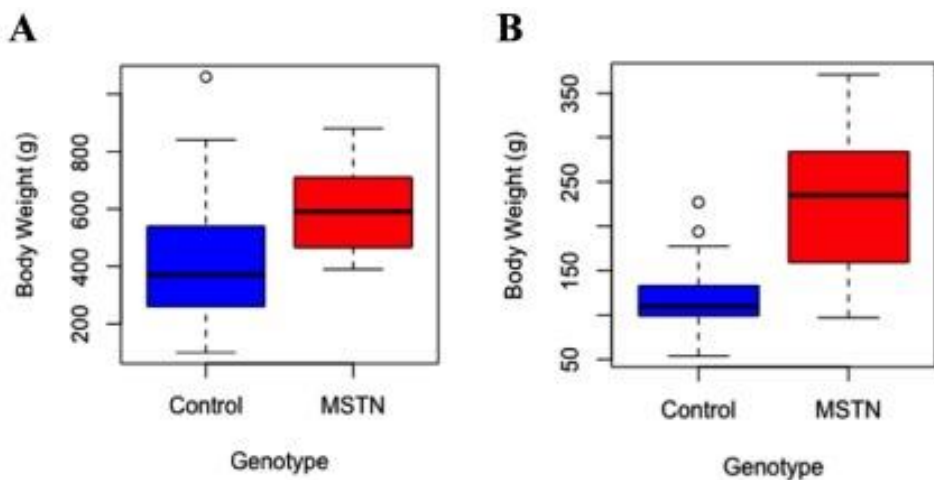 A
Body Weight (g)
800
600
400
200
Control MSTN
Genotype
B
Body Weight (g)
350
250
150
50
Control MSTN
Genotype